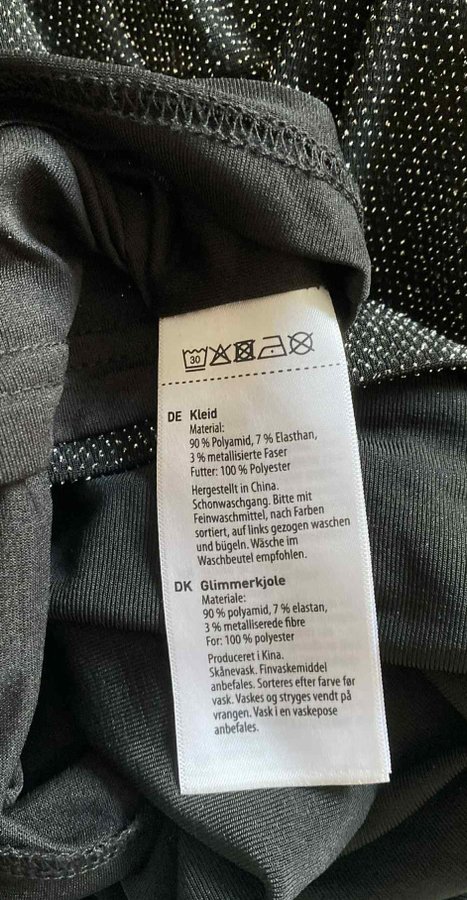 30
DE Kleid
Material:
90 % Polyamid, 7 % Elasthan,
3 % metallisierte Faser
Futter: 100 % Polyester
Hergestellt in China.
Schonwaschgang. Bitte mit
Feinwaschmittel, nach Farben
sortiert, auf links gezogen waschen
und bügeln. Wäsche im
Waschbeutel empfohlen.
DK Glimmerkjole
Materiale:
90 % polyamid, 7 % elastan,
3 % metalliserede fibre
For: 100 % polyester
Produceret i Kina.
Skånevask. Finvaskemiddel
anbefales. Sorteres efter farve før
vask. Vaskes og stryges vendt på
vrangen. Vask i en vaskepose
anbefales.